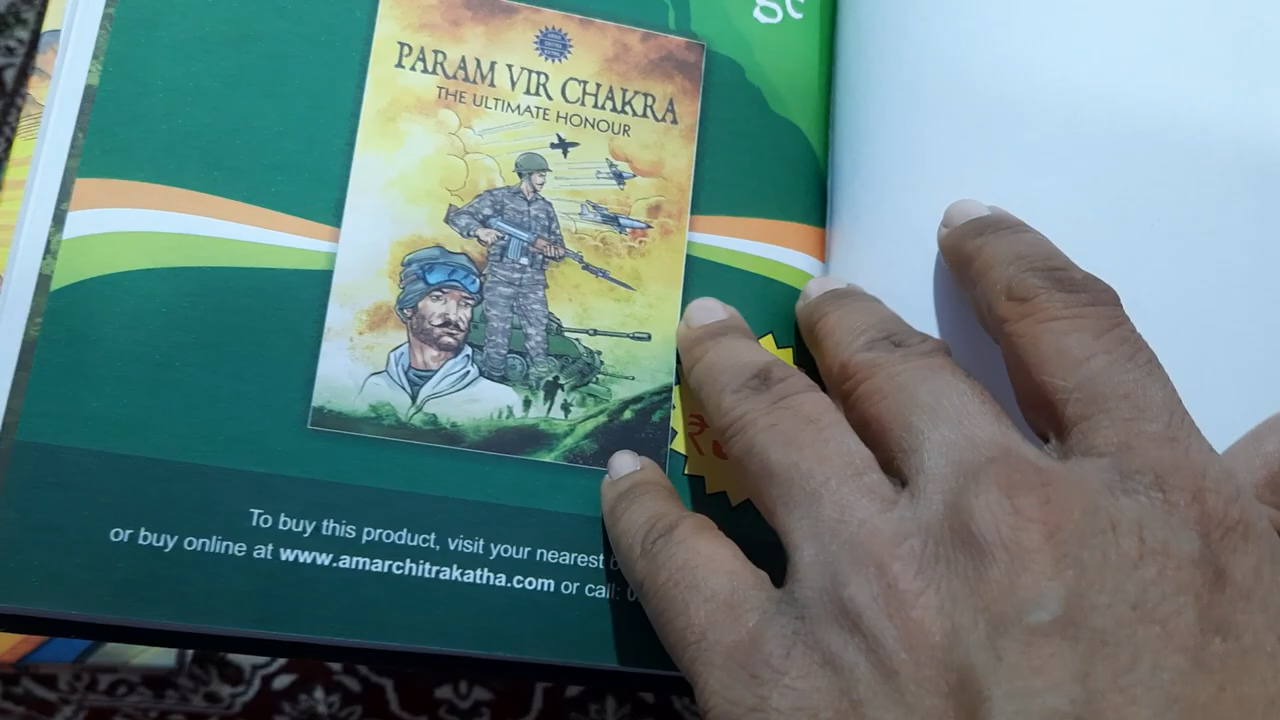 PARAM VIR CHAKRA
THE ULTIMATE HONOUR
₹
To buy this product, visit your nearest
or buy online at www.amarchitrakatha.com or call: 0